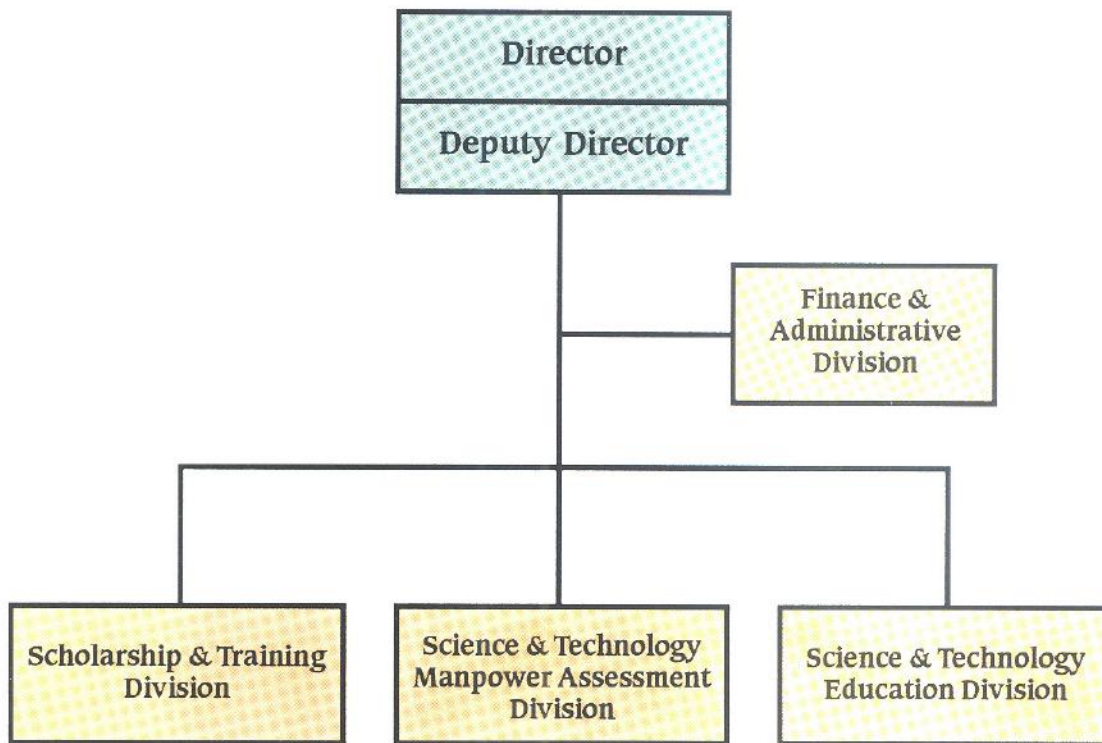 Director
Deputy Director
Finance &
Administrative
Division
Scholarship & Training
Division
Science & Technology
Manpower Assessment
Division
Science & Technology
Education Division